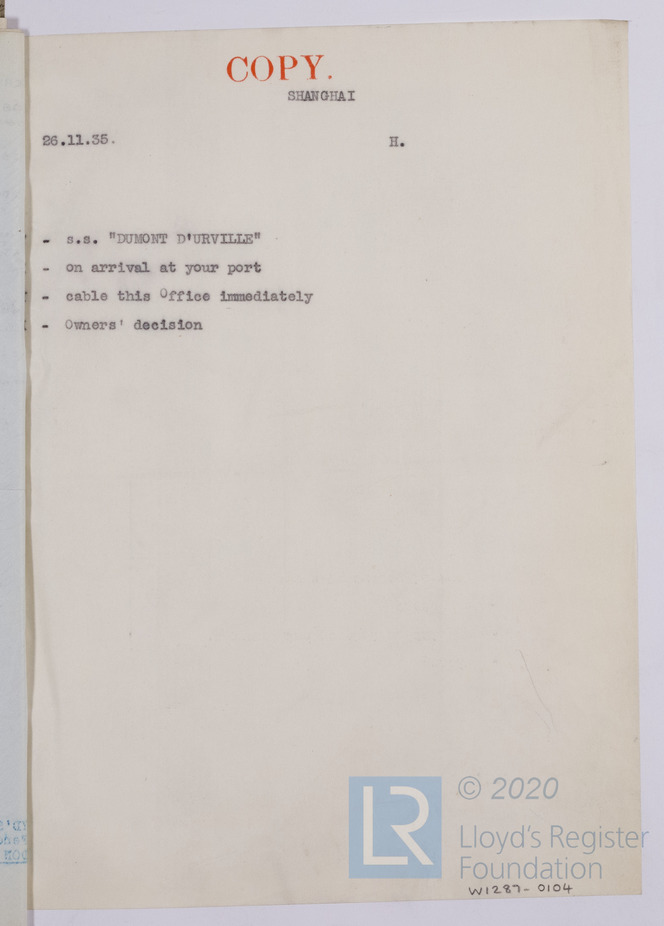 COPY.
SHANGHAI
26.11.35. H.
- s.s. "DUMONT D'URVILLE"
- on arrival at your port
- cable this Office immediately
- Owners' decision
LR © 2020
Lloyd's Register
Foundation
W1287-0104